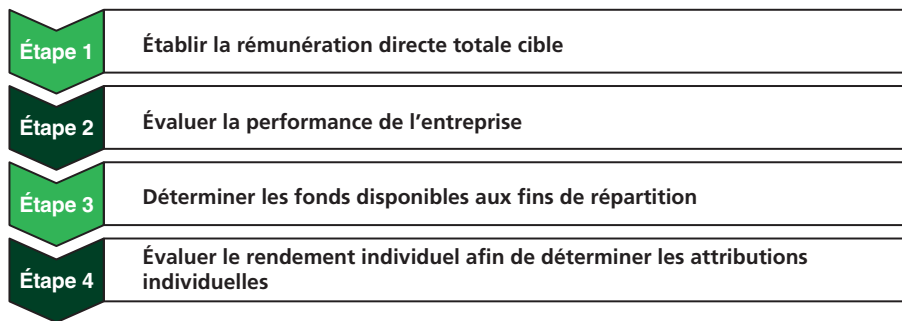 Étape 1
Établir la rémunération directe totale cible
Étape 2
Évaluer la performance de l'entreprise
Étape 3
Déterminer les fonds disponibles aux fins de répartition
Étape 4
Évaluer le rendement individuel afin de déterminer les attributions
individuelles